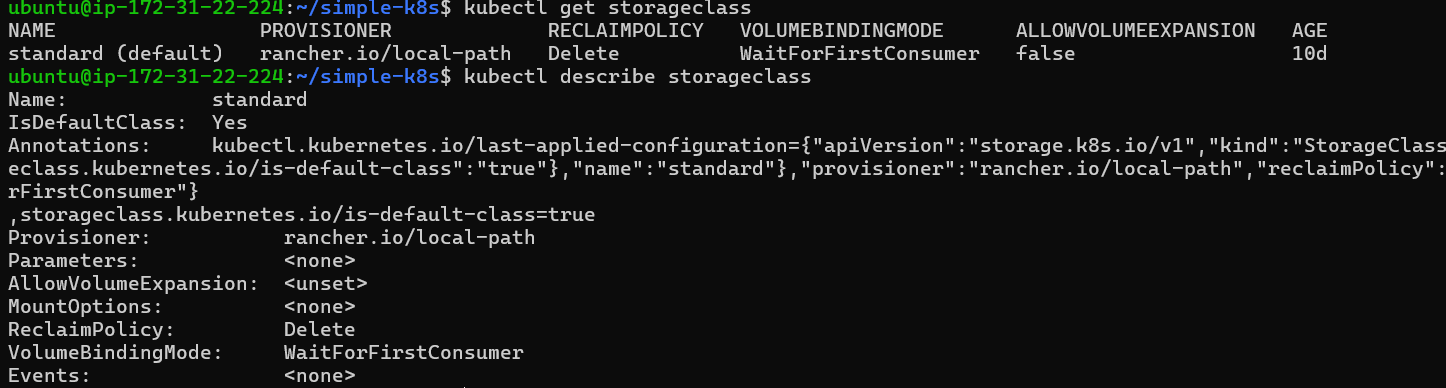 ubuntu@ip-172-31-22-224:~/simple-k8s$ kubectl get storageclass
NAME                 PROVISIONER             RECLAIMPOLICY   VOLUMEBINDINGMODE      ALLOWVOLUMEEXPANSION   AGE
standard (default)   rancher.io/local-path   Delete          WaitForFirstConsumer   false                  10d
ubuntu@ip-172-31-22-224:~/simple-k8s$ kubectl describe storageclass
Name:            standard
IsDefaultClass:  Yes
Annotations:     kubectl.kubernetes.io/last-applied-configuration={"apiVersion":"storage.k8s.io/v1","kind":"StorageClass
eclass.kubernetes.io/is-default-class":"true"},"name":"standard"},"provisioner":"rancher.io/local-path","reclaimPolicy":
rFirstConsumer"}
,storageclass.kubernetes.io/is-default-class=true
Provisioner:           rancher.io/local-path
Parameters:            <none>
AllowVolumeExpansion:  <unset>
MountOptions:          <none>
ReclaimPolicy:         Delete
VolumeBindingMode:     WaitForFirstConsumer
Events:                <none>